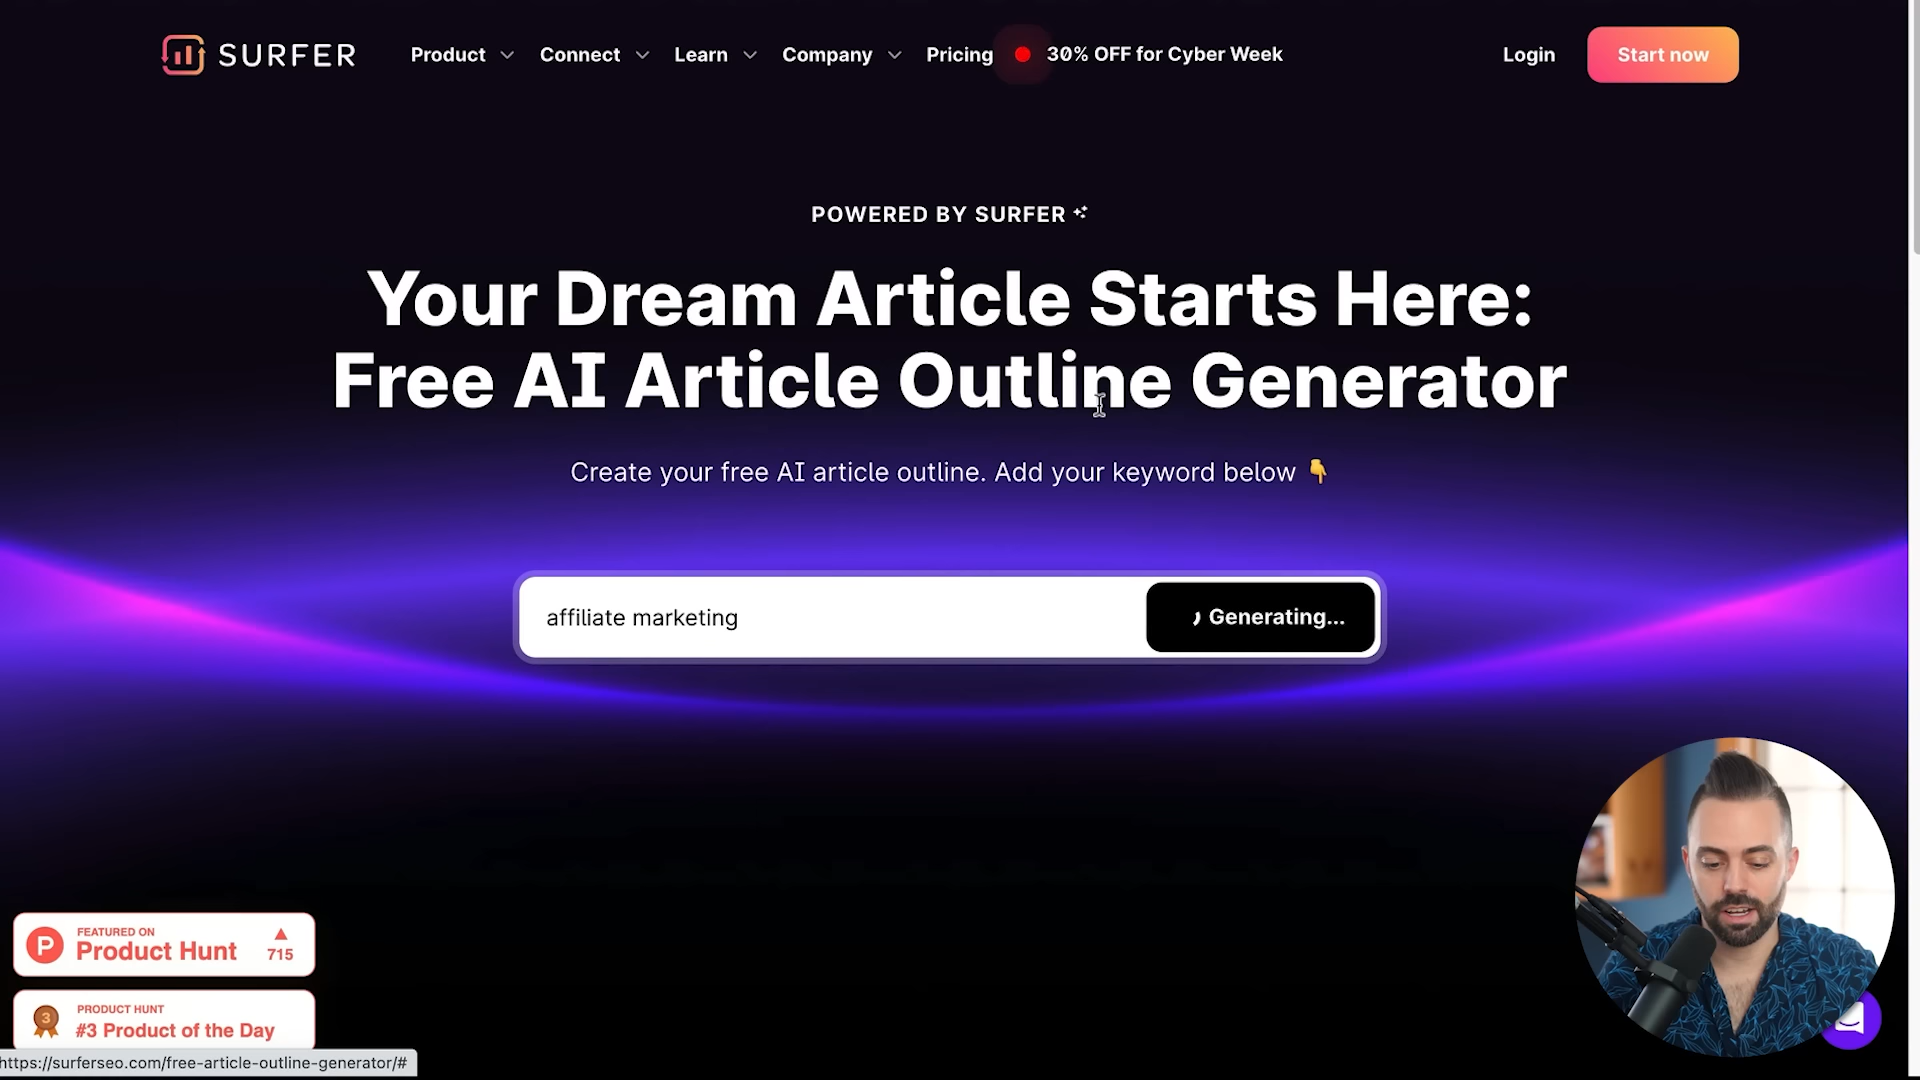 SURFER
Product
Connect
Learn
Company
Pricing
30% OFF for Cyber Week
Login
Start now
POWERED BY SURFER
Your Dream Article Starts Here:
Free AI Article Outline Generator
Create your free AI article outline. Add your keyword below 👇
affiliate marketing
Generating...
P
FEATURED ON
Product Hunt
715
3
PRODUCT HUNT
#3 Product of the Day
https://surferseo.com/free-article-outline-generator/#